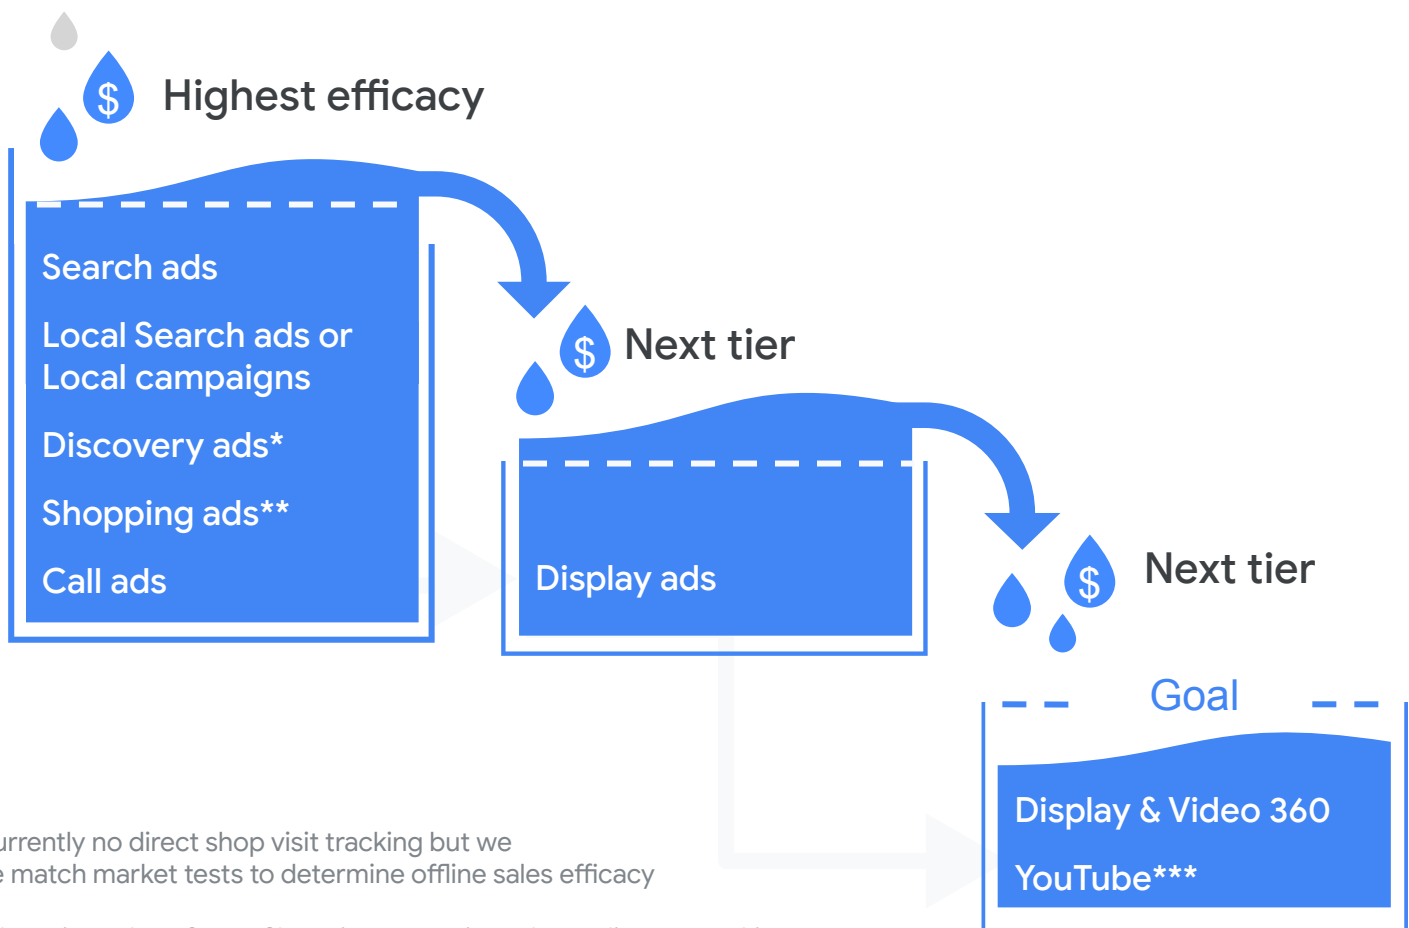 $
Highest efficacy
Search ads
Local Search ads or
Local campaigns
Discovery ads*
Shopping ads**
Call ads
$
Next tier
Display ads
$
Next tier
Goal
Display & Video 360
YouTube***
no direct shop visit tracking but we
match market tests to determine offline sales efficacy